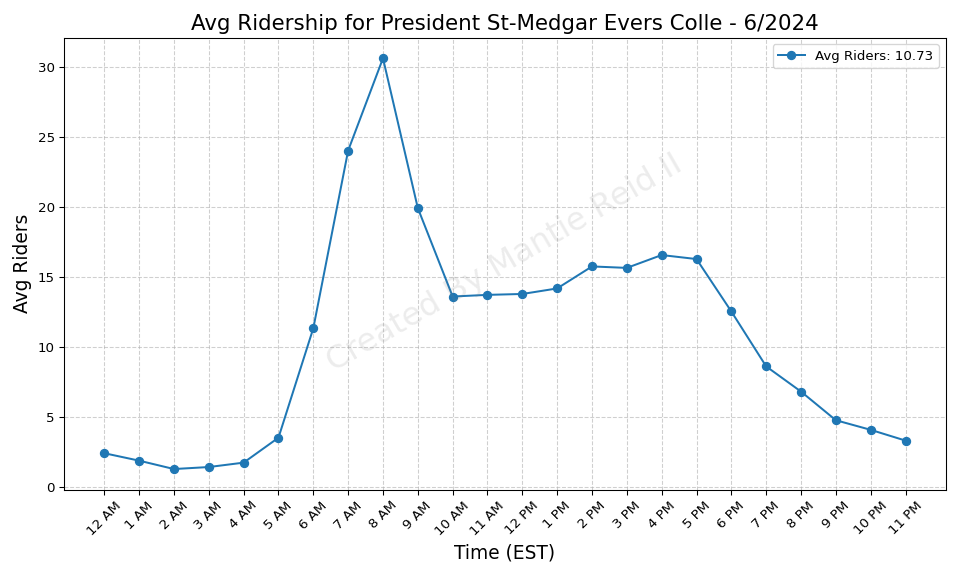 Avg Ridership for President St-Medgar Evers Colle - 6/2024
Avg Riders: 10.73
30
25
20
15
10
5
0
Avg Riders
Created By Mantie Reid II
12 AM
1 AM
2 AM
3 AM
4 AM
5 AM
6 AM
7 AM
8 AM
9 AM
10 AM
11 AM
12 PM
1 PM
2 PM
3 PM
4 PM
5 PM
6 PM
7 PM
8 PM
9 PM
10 PM
11 PM
Time (EST)